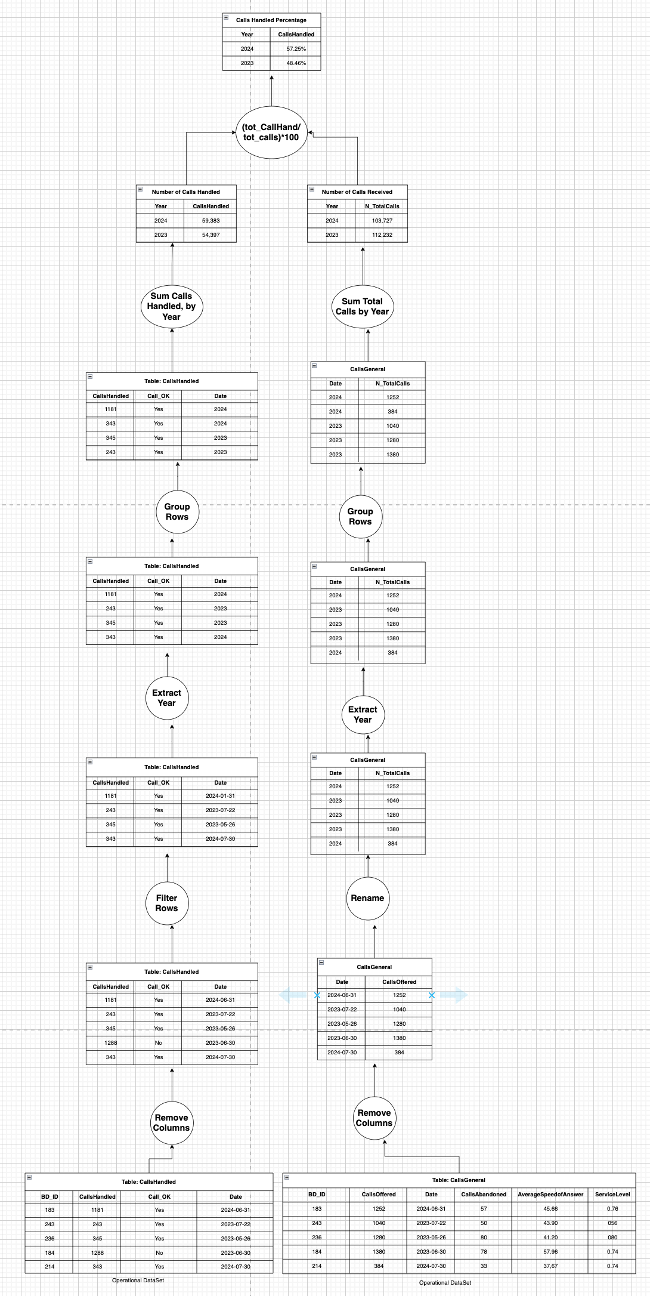 Calls Handled Percentage
Year CallsHandled
2024 57.25%
2023 48.46%
(tot_CallHand/
tot_calls)*100
Number of Calls Handled
Year CallsHandled
2024 59,383
2023 54,397
Number of Calls Received
Year N_TotalCalls
2024 103,727
2023 112,232
Sum Calls
Handled, by
Year
Sum Total
Calls by Year
Table: CallsHandled
CallsHandled Call_OK Date
1181 Yes 2024
343 Yes 2024
345 Yes 2023
243 Yes 2023
CallsGeneral
Date N_TotalCalls
2024 1252
2024 384
2023 1040
2023 1280
2023 1380
Group
Rows
Group
Rows
Table: CallsHandled
CallsHandled Call_OK Date
1181 Yes 2024
243 Yes 2023
345 Yes 2023
343 Yes 2024
CallsGeneral
Date N_TotalCalls
2024 1252
2023 1040
2023 1280
2023 1380
2024 384
Extract
Year
Extract
Year
Table: CallsHandled
CallsHandled Call_OK Date
1181 Yes 2024-01-31
243 Yes 2023-07-22
345 Yes 2023-05-26
343 Yes 2024-07-30
CallsGeneral
Date N_TotalCalls
2024 1252
2023 1040
2023 1280
2023 1380
2024 384
Filter
Rows
Rename
Table: CallsHandled
CallsHandled Call_OK Date
1181 Yes 2024-08-31
243 Yes 2023-07-22
345 Yes 2023-05-26
1288 No 2023-08-30
343 Yes 2024-07-30
CallsGeneral
Date CallsOffered
2024-08-31 1252
2023-07-22 1040
2023-05-26 1280
2023-08-30 1380
2024-07-30 384
Remove
Columns
Remove
Columns
Table: CallsHandled
BD_ID CallsHandled Call_OK Date
183 1181 Yes 2024-08-31
243 243 Yes 2023-07-22
236 345 Yes 2023-05-26
184 1288 No 2023-08-30
214 343 Yes 2024-07-30
Operational DataSet
Table: CallsGeneral
BD_ID CallsOffered Date CallsAbandoned AverageSpeedofAnswer ServiceLevel
183 1252 2024-08-31 57 45.68 0.76
243 1040 2023-07-22 50 43.90 056
236 1280 2023-05-26 80 41.20 080
184 1380 2023-08-30 78 57.98 0.74
214 384 2024-07-30 33 37.67 0.74
Operational DataSet